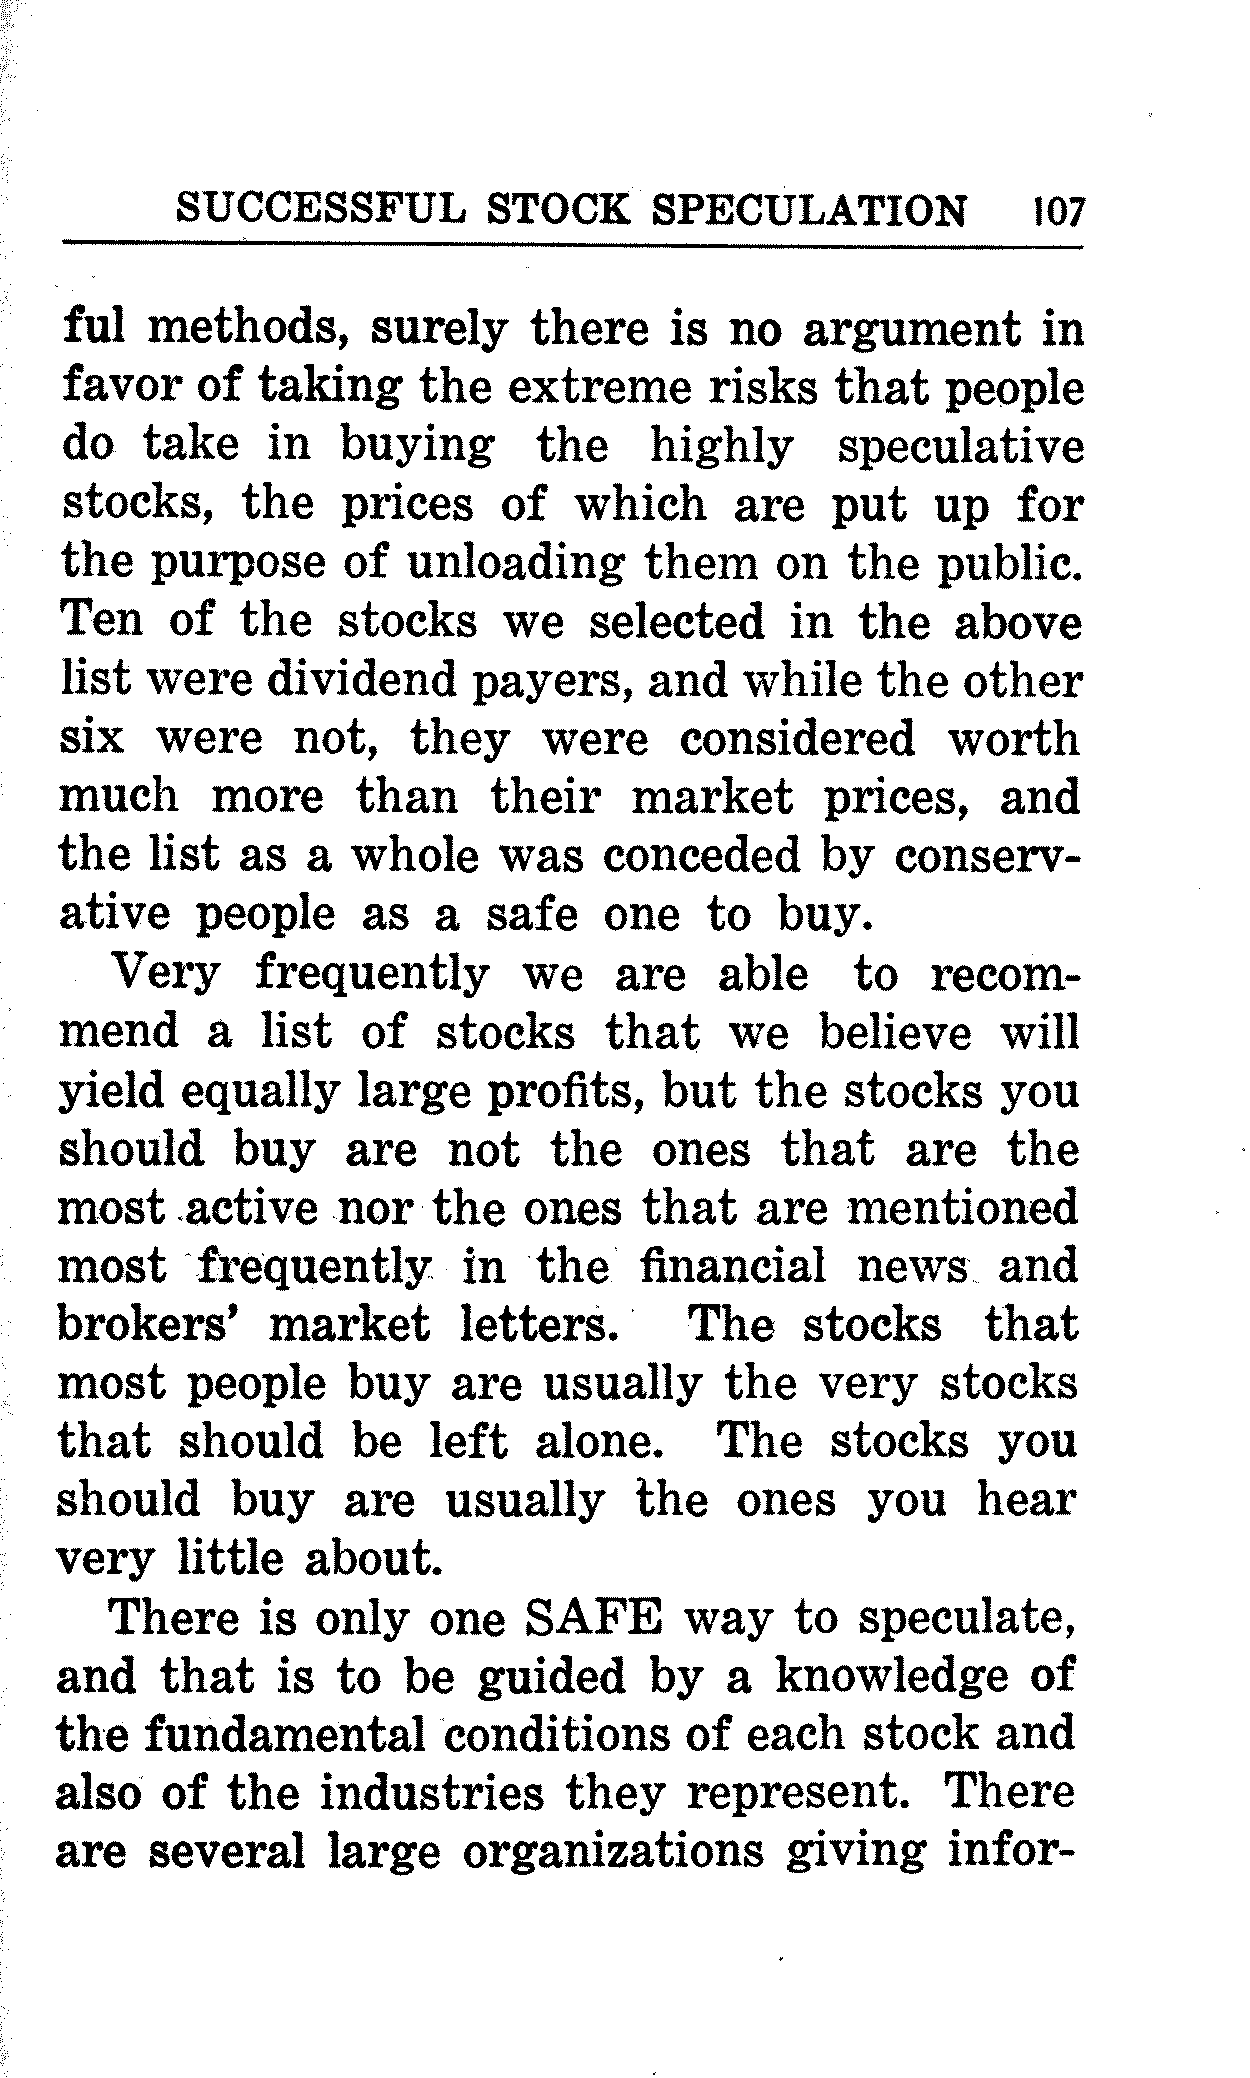 SUCCESSFUL STOCK SPECULATION 107
ful methods, surely there is no argument in
favor of taking the extreme risks that people
do take in buying the highly speculative
stocks, the prices of which are put up for
the purpose of unloading them on the public.
Ten of the stocks we selected in the above
list were dividend payers, and while the other
six were not, they were considered worth
much more than their market prices, and
the list as a whole was conceded by conserv-
ative people as a safe one to buy.
Very frequently we are able to recom-
mend a list of stocks that we believe will
yield equally large profits, but the stocks you
should buy are not the ones that are the
most active nor the ones that are mentioned
most frequently in the financial news and
brokers' market letters. The stocks that
most people buy are usually the very stocks
that should be left alone. The stocks you
should buy are usually the ones you hear
very little about.
There is only one SAFE way to speculate,
and that is to be guided by a knowledge of
the fundamental conditions of each stock and
also of the industries they represent. There
are several large organizations giving infor-